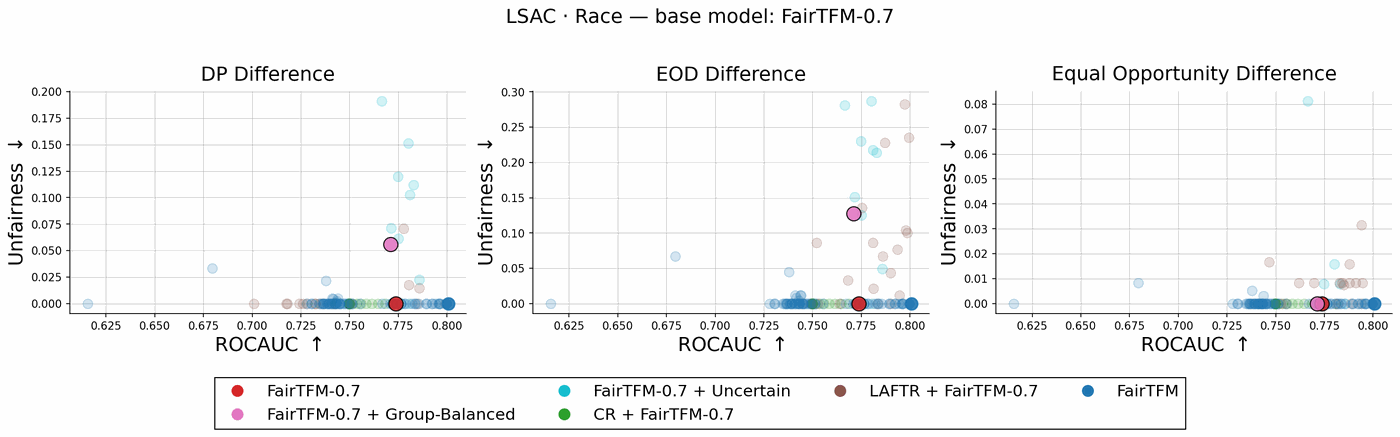 LSAC · Race — base model: FairTFM-0.7
DP Difference
Unfairness ↓
0.200
0.175
0.150
0.125
0.100
0.075
0.050
0.025
0.000
0.625 0.650 0.675 0.700 0.725 0.750 0.775 0.800
ROCAUC ↑
EOD Difference
Unfairness ↓
0.30
0.25
0.20
0.15
0.10
0.05
0.00
0.625 0.650 0.675 0.700 0.725 0.750 0.775 0.800
ROCAUC ↑
Equal Opportunity Difference
Unfairness ↓
0.08
0.07
0.06
0.05
0.04
0.03
0.02
0.01
0.00
0.625 0.650 0.675 0.700 0.725 0.750 0.775 0.800
ROCAUC ↑
FairTFM-0.7 FairTFM-0.7 + Uncertain LAFTR + FairTFM-0.7 FairTFM
FairTFM-0.7 + Group-Balanced CR + FairTFM-0.7